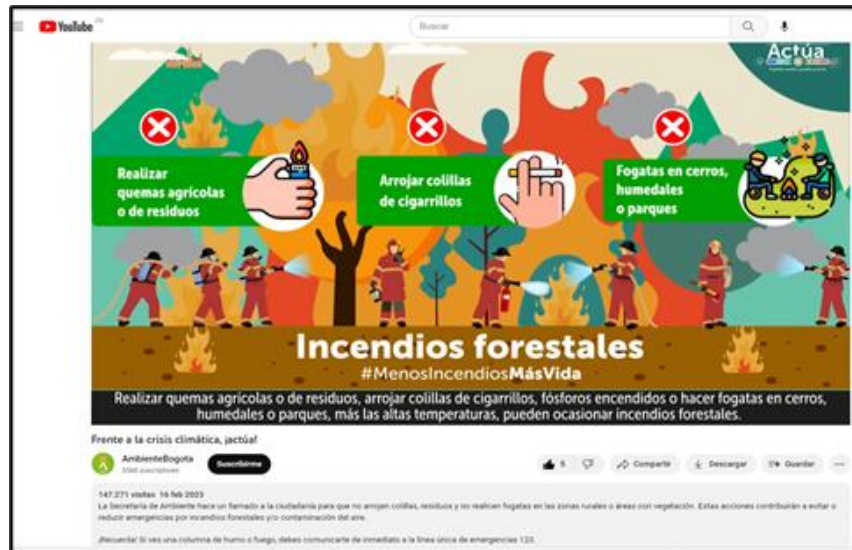 YouTube
Buscar
Actúa
Realizar
quemas agrícolas
o de residuos
Arrojar colillas
de cigarrillos
Fogatas en cerros,
humedales
o parques
Incendios forestales
#MenosIncendiosMásVida
Realizar quemas agrícolas o de residuos, arrojar colillas de cigarrillos, fósforos encendidos o hacer fogatas en cerros,
humedales o parques, más las altas temperaturas, pueden ocasionar incendios forestales.
Frente a la crisis climática, ¡actúa!
AmbienteBogota
suscriptores
Suscribirme
5
Compartir
Descargar
Guardar
147.271 visitas 16 feb 2023
La Secretaría de Ambiente hace un llamado a la ciudadanía para que no arrojen colillas, residuos y no realicen fogatas en las zonas rurales o áreas con vegetación. Estas acciones contribuirán a evitar o
reducir emergencias por incendios forestales y/o contaminación del aire.
¡Recuerda! Si ves una columna de humo o fuego, debes comunicarte de inmediato a la línea única de emergencias 123.